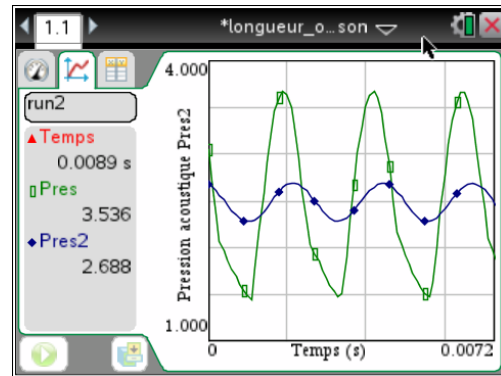 1.1
*longueur_o…son
run2
Temps
0.0089 s
Pres
3.536
Pres2
2.688
4.000
Pression acoustique Pres2
1.000
0
Temps (s)
0.0072